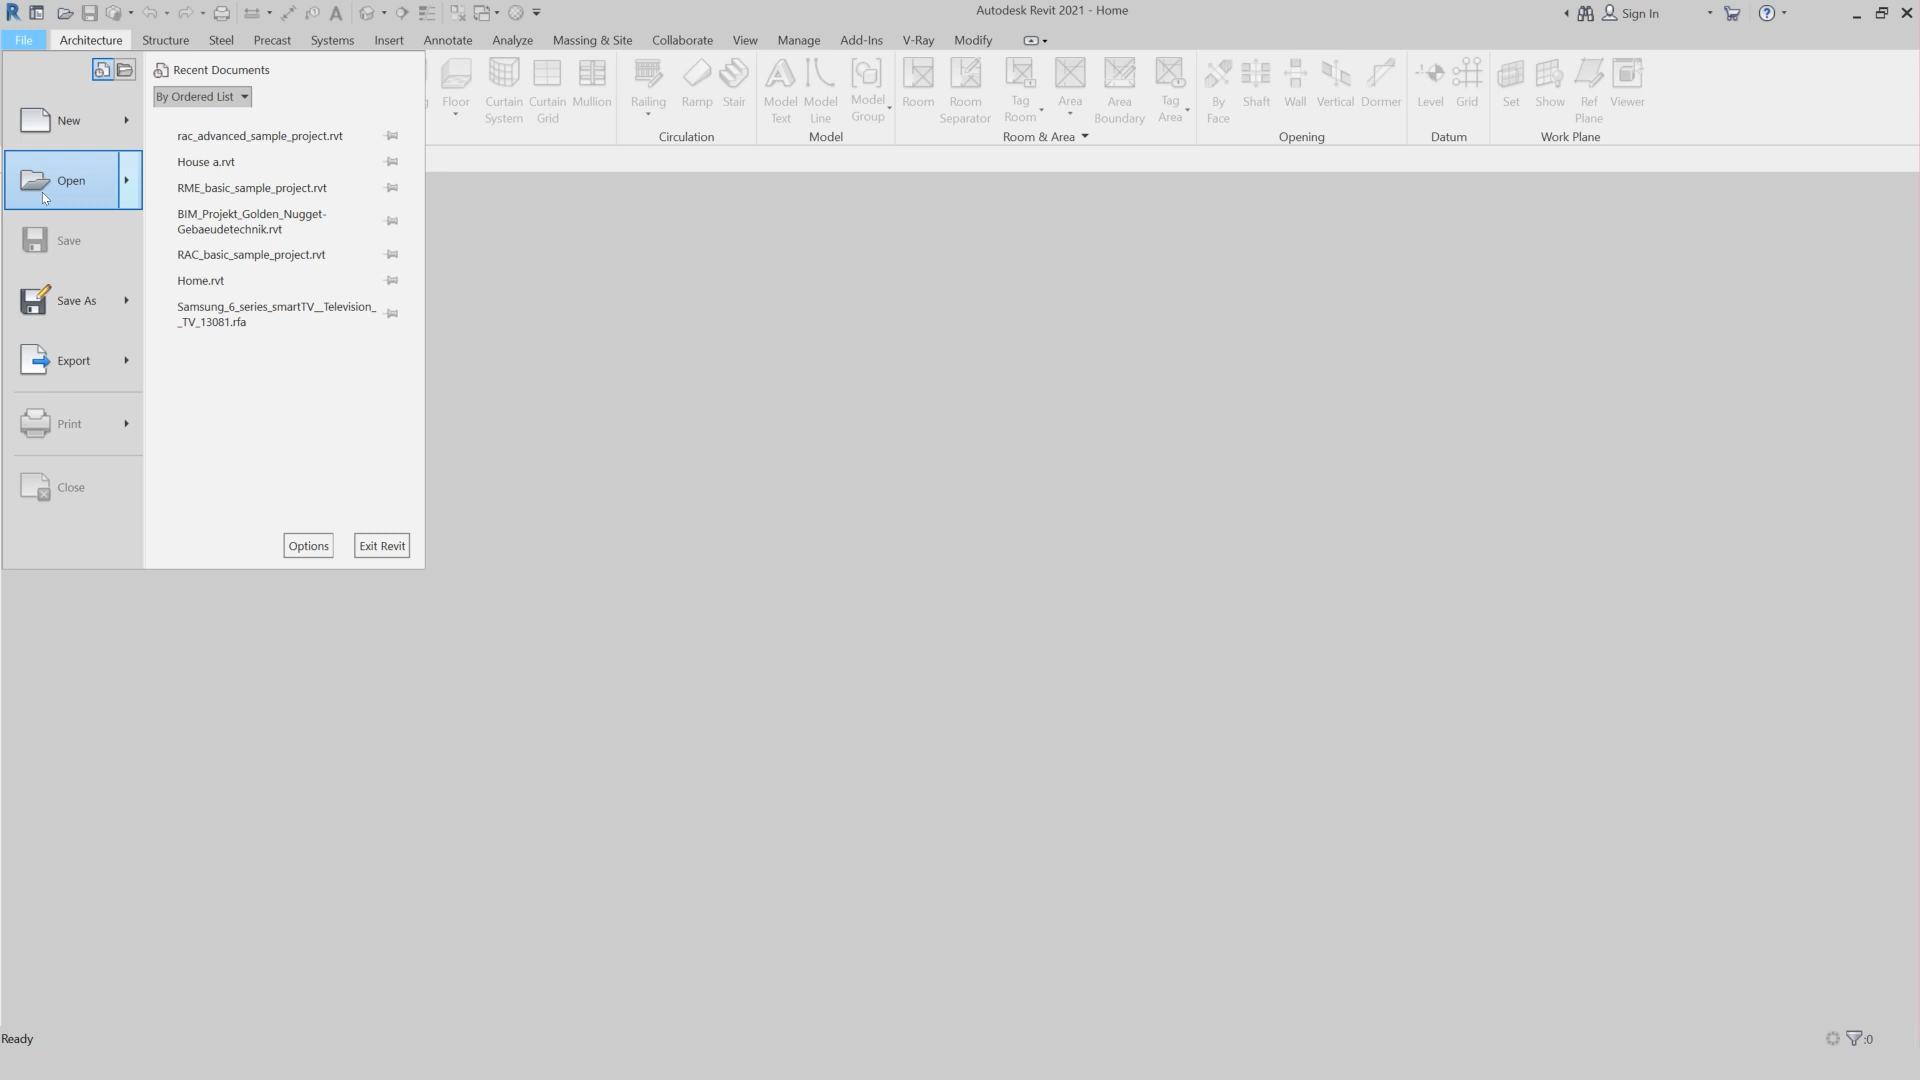 Autodesk Revit 2021 - Home
Sign In
File
Architecture
Structure
Steel
Precast
Systems
Insert
Annotate
Analyze
Massing & Site
Collaborate
View
Manage
Add-Ins
V-Ray
Modify
Recent Documents
By Ordered List
New
Open
Save
Save As
Export
Print
Close
rac_advanced_sample_project.rvt
House a.rvt
RME_basic_sample_project.rvt
BIM_Projekt_Golden_Nugget-
Gebaeudetechnik.rvt
RAC_basic_sample_project.rvt
Home.rvt
Samsung_6_series_smartTV__Television_
_TV_13081.rfa
Options
Exit Revit
Floor
Curtain
System
Curtain
Grid
Mullion
Railing
Ramp
Stair
Circulation
Model
Text
Model
Line
Model
Group
Model
Room
Room
Separator
Tag
Room
Area
Area
Boundary
Tag
Area
Room & Area
By
Face
Shaft
Wall
Vertical
Dormer
Opening
Level
Grid
Datum
Set
Show
Ref
Plane
Viewer
Work Plane
Ready
:0